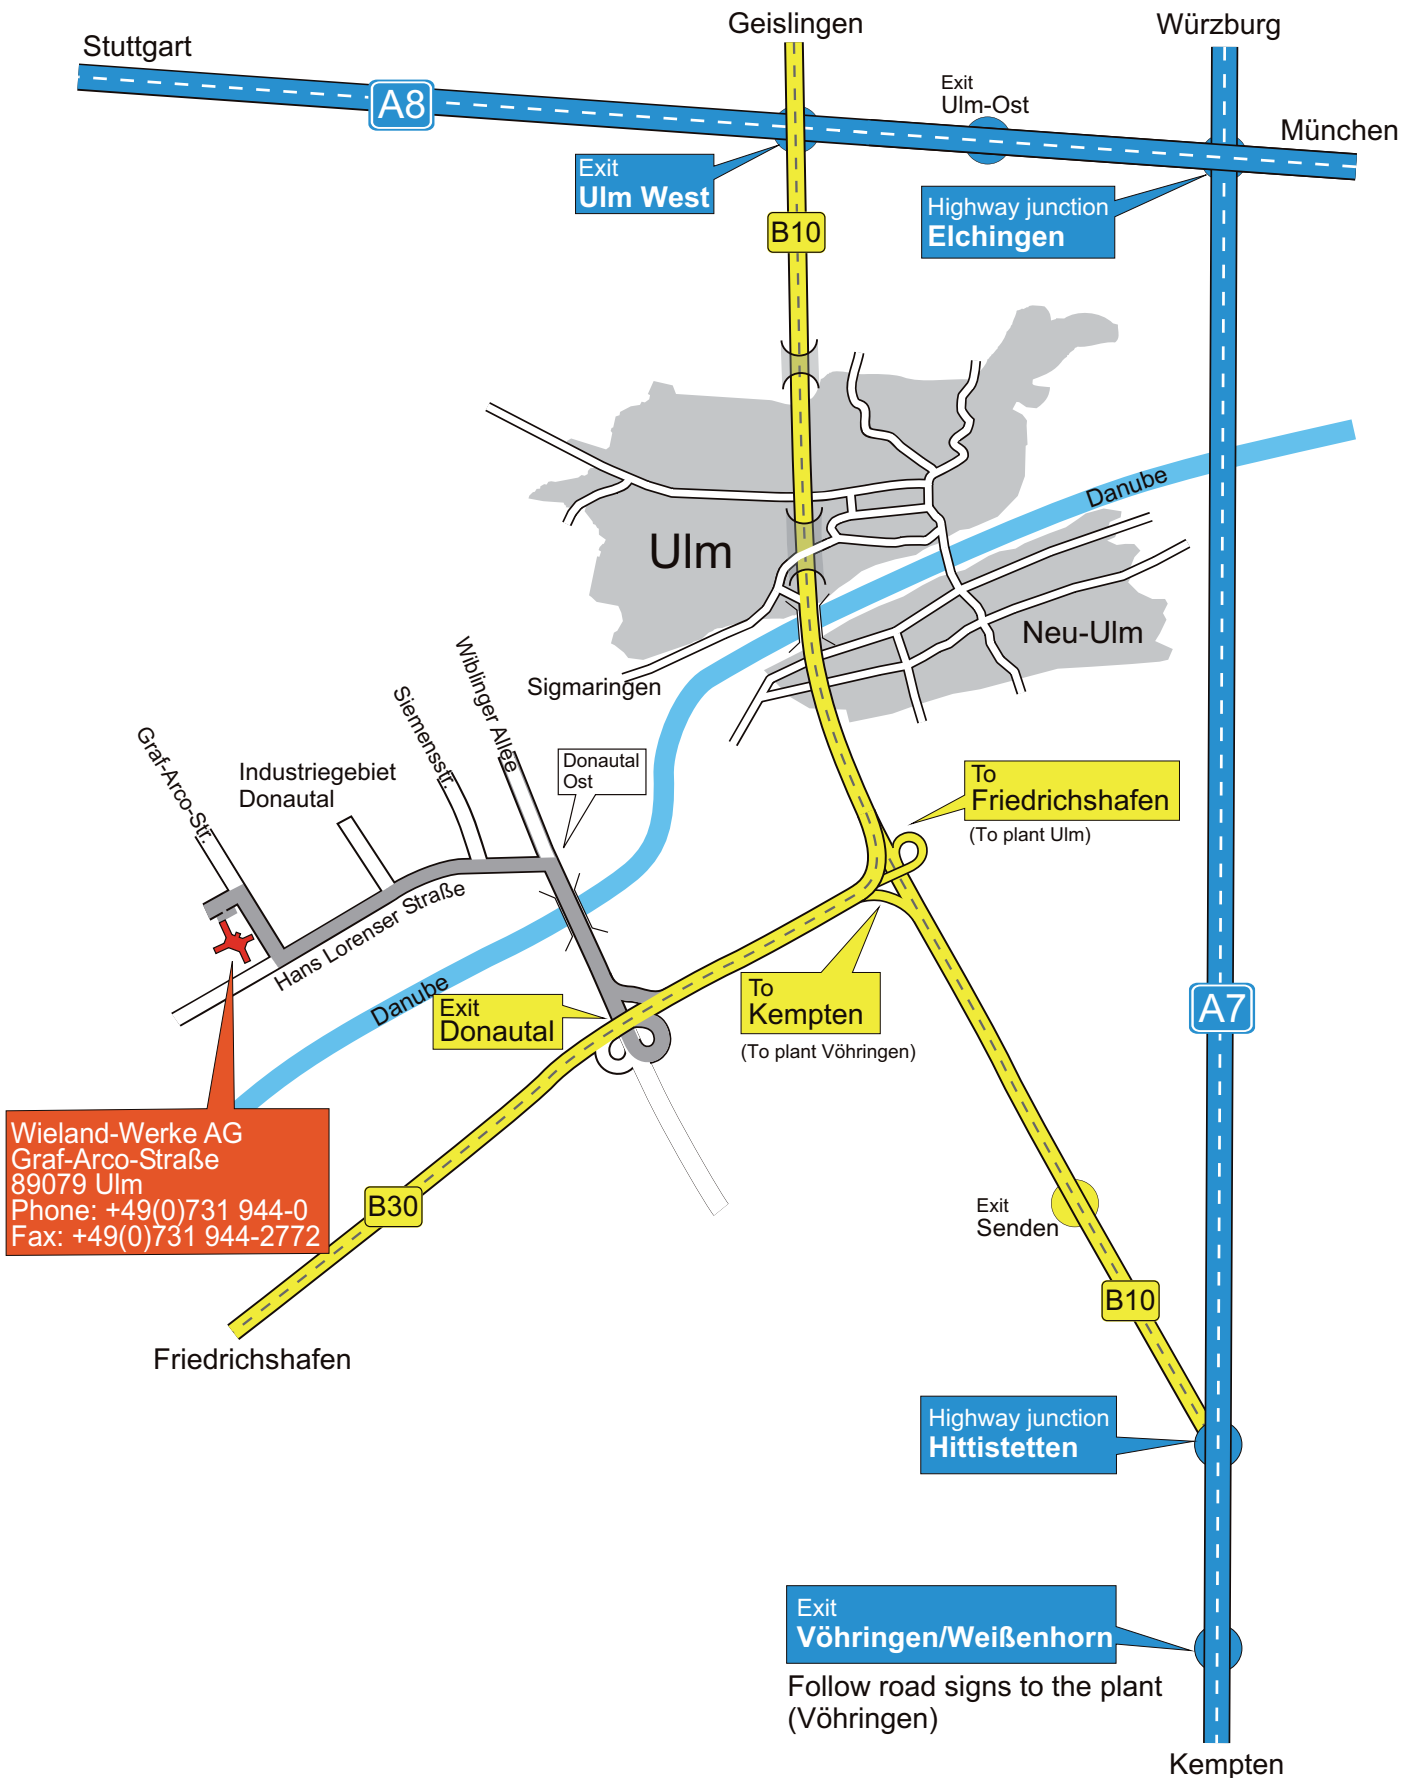 Geislingen
Würzburg
Stuttgart
A8
Exit
Ulm-Ost
München
Exit
Ulm West
Highway junction
Elchingen
B10
Danube
Ulm
Neu-Ulm
Sigmaringen
Wiblinger Allee
Siemensstr.
Graf-Arco-Str.
Industriegebiet
Donautal
Donautal
Ost
To
Friedrichshafen
(To plant Ulm)
Hans Lorenser Straße
Danube
Exit
Donautal
To
Kempten
(To plant Vöhringen)
A7
Wieland-Werke AG
Graf-Arco-Straße
89079 Ulm
Phone: +49(0)731 944-0
Fax: +49(0)731 944-2772
B30
Exit
Senden
B10
Friedrichshafen
Highway junction
Hittistetten
Exit
Vöhringen/Weißenhorn
Follow road signs to the plant
(Vöhringen)
Kempten